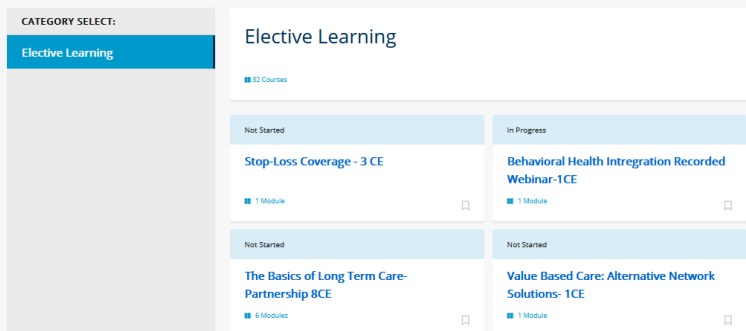 CATEGORY SELECT:
Elective Learning
Elective Learning
32 Courses
Not Started
Stop-Loss Coverage - 3 CE
1 Module
In Progress
Behavioral Health Intregration Recorded
Webinar-1CE
1 Module
Not Started
The Basics of Long Term Care-
Partnership 8CE
6 Modules
Not Started
Value Based Care: Alternative Network
Solutions- 1CE
1 Module